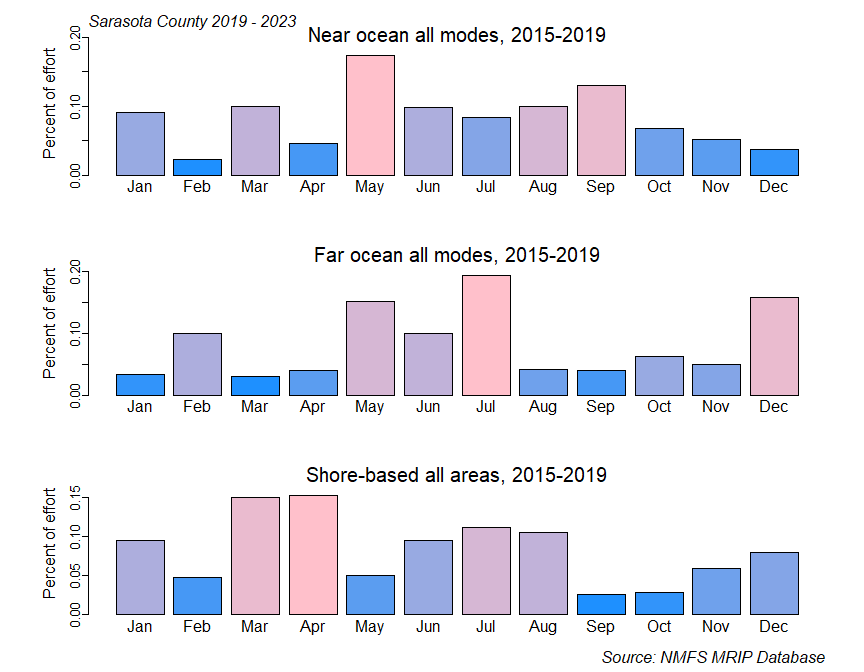 Sarasota County 2019 - 2023
Near ocean all modes, 2015-2019
Percent of effort
0.00 0.10 0.20
Jan Feb Mar Apr May Jun Jul Aug Sep Oct Nov Dec
Far ocean all modes, 2015-2019
Percent of effort
0.00 0.10 0.20
Jan Feb Mar Apr May Jun Jul Aug Sep Oct Nov Dec
Shore-based all areas, 2015-2019
Percent of effort
0.00 0.05 0.10 0.15
Jan Feb Mar Apr May Jun Jul Aug Sep Oct Nov Dec
Source: NMFS MRIP Database